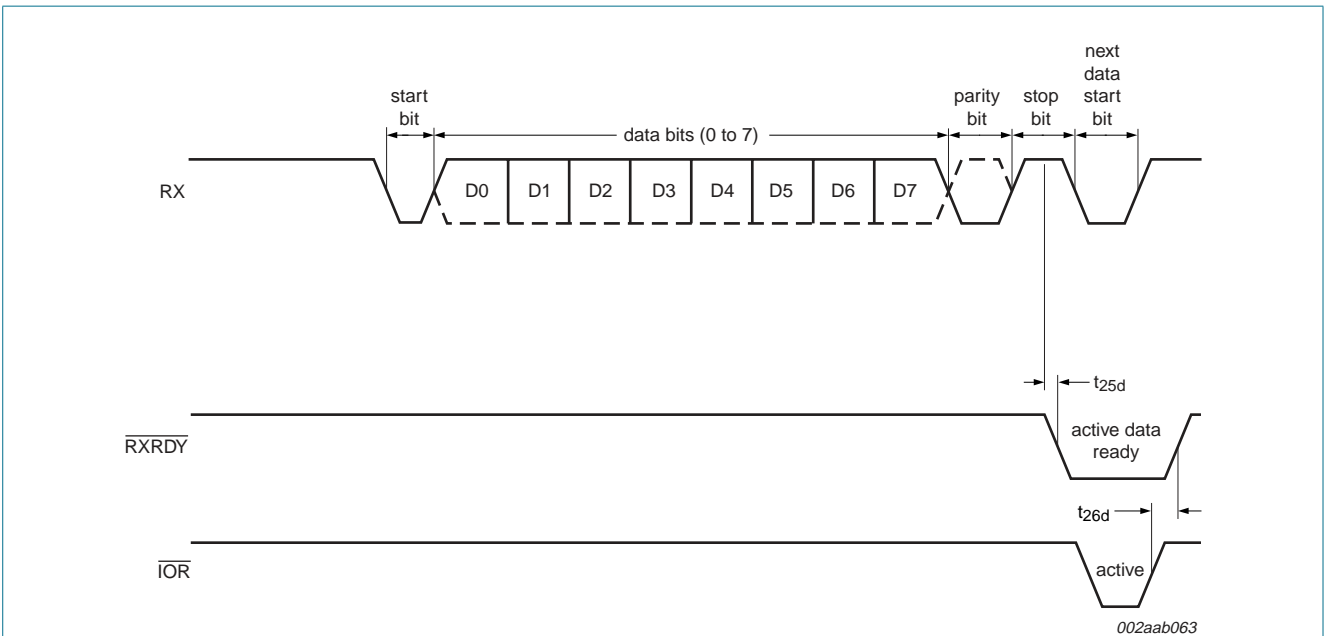 start
bit
data bits (0 to 7)
parity
bit
stop
bit
next
data
start
bit
RX
D0 D1 D2 D3 D4 D5 D6 D7
t25d
RXRDY
active data
ready
t26d
IOR
active
002aab063